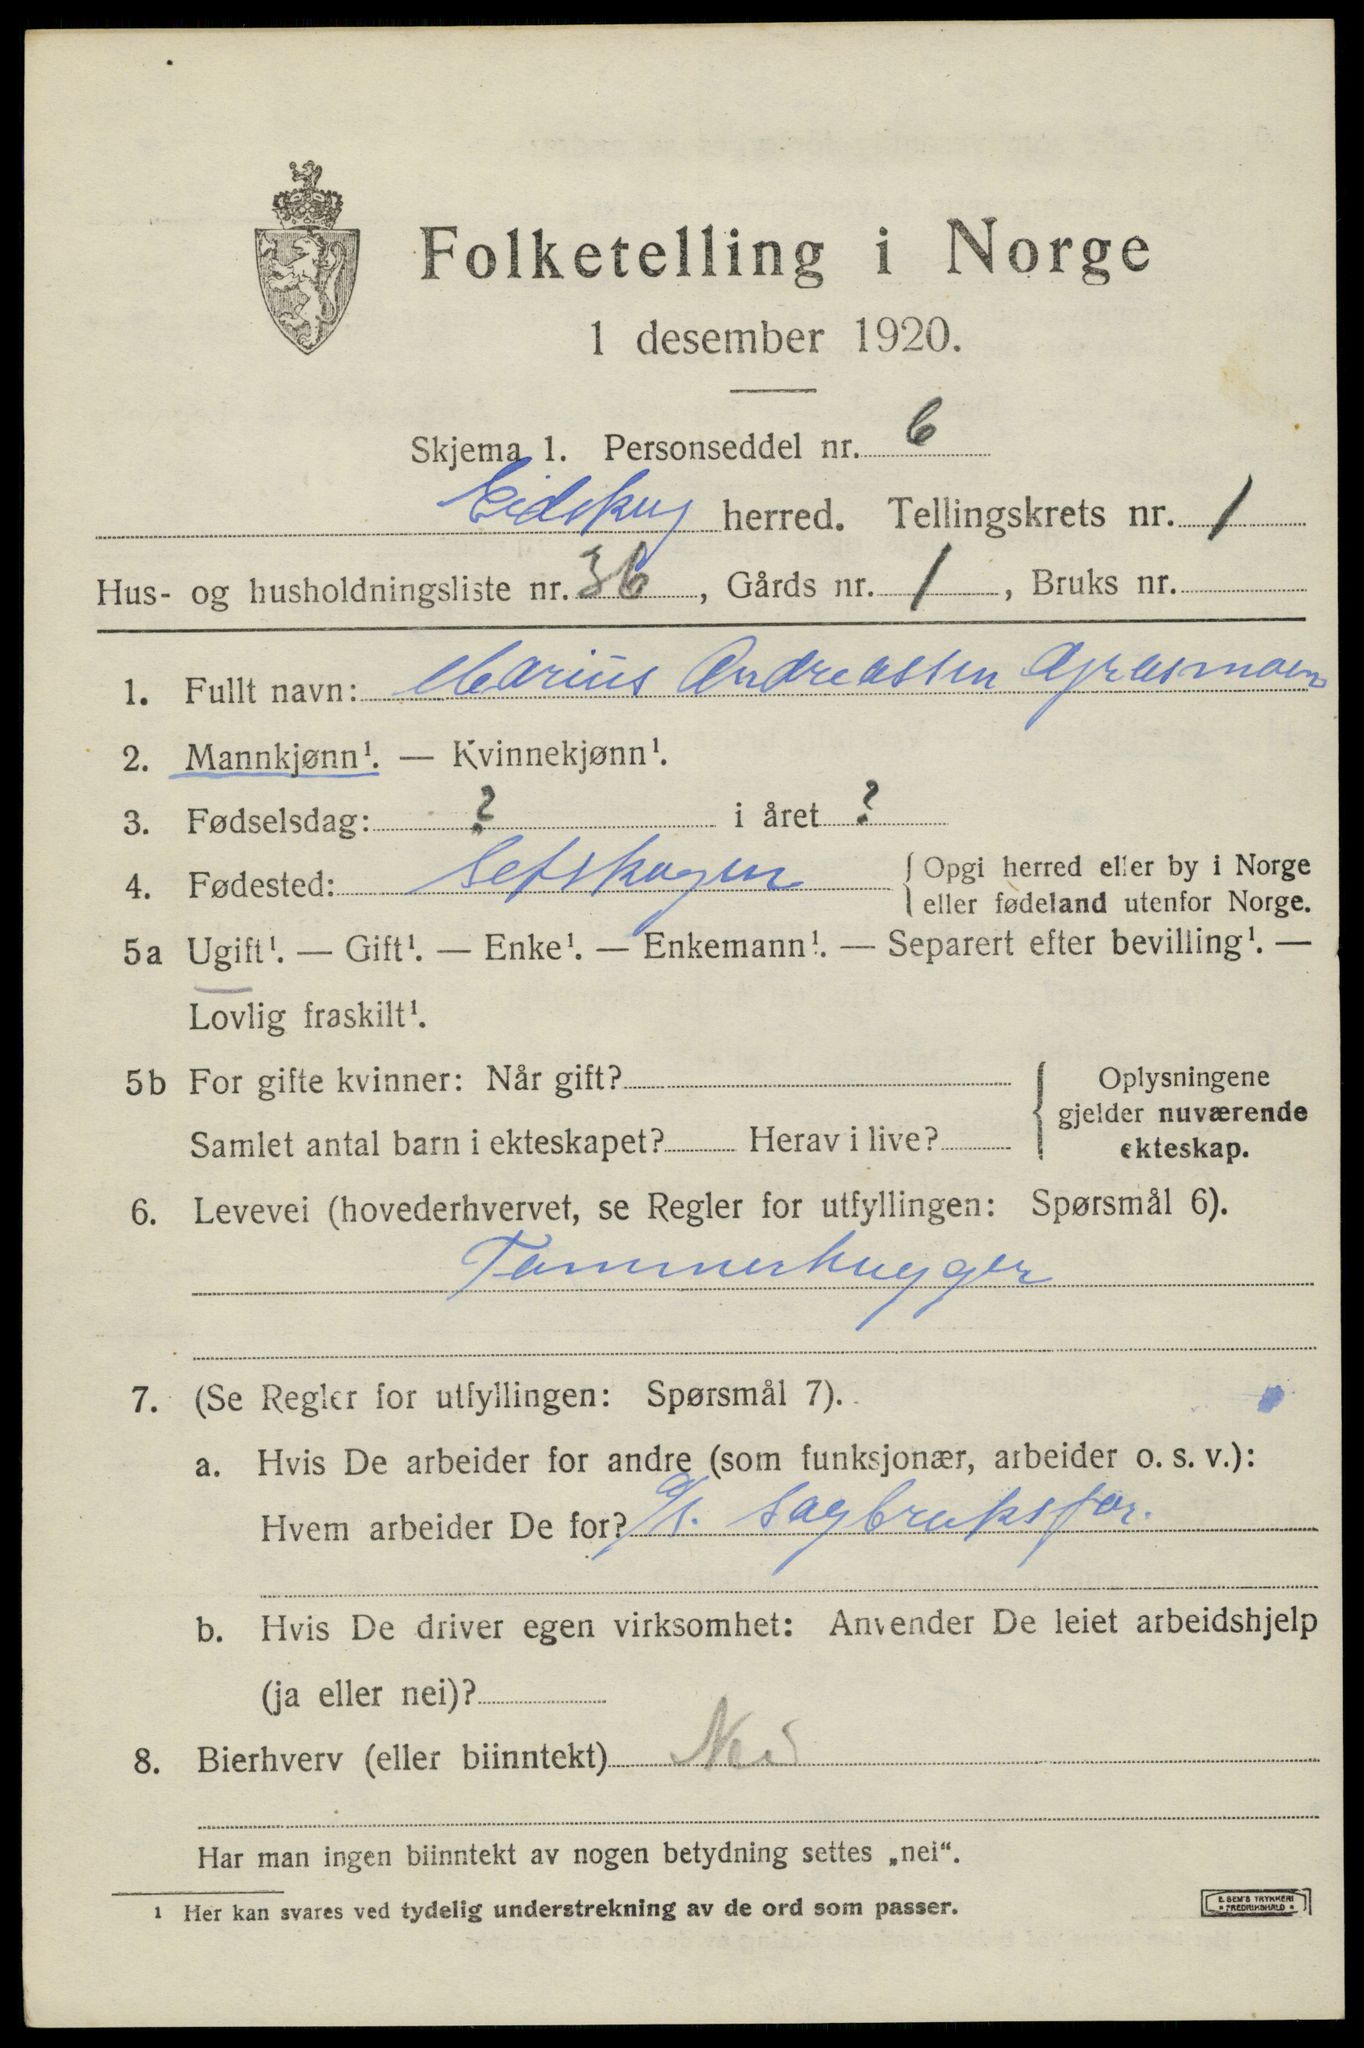 Folketelling i Norge
1 desember 1920.
Skjema 1. Personseddel nr. 6
Eidskog herred. Tellingskrets nr. 1
Hus- og husholdningsliste nr. 36, Gårds nr. 1, Bruks nr.
1. Fullt navn: Marius Andreassen Græsmoen
2. Mannkjønn¹. — Kvinnekjønn¹.
3. Fødselsdag: ? i året ?
4. Fødested: Setskogen { Opgi herred eller by i Norge
eller fødeland utenfor Norge.
5a Ugift¹. — Gift¹. — Enke¹. — Enkemann¹. — Separert efter bevilling¹. —
Lovlig fraskilt¹.
5b For gifte kvinner: Når gift?
Samlet antal barn i ekteskapet? Herav i live?
{ Oplysningene
gjelder nuværende
ekteskap.
6. Levevei (hovederhvervet, se Regler for utfyllingen: Spørsmål 6).
Tømmerhugger
7. (Se Regler for utfyllingen: Spørsmål 7).
a. Hvis De arbeider for andre (som funksjonær, arbeider o. s. v.):
Hvem arbeider De for? a/s. Sagbruksfor.
b. Hvis De driver egen virksomhet: Anvender De leiet arbeidshjelp
(ja eller nei)?
8. Bierhverv (eller biinntekt) Nei
Har man ingen biinntekt av nogen betydning settes „nei“.
¹ Her kan svares ved tydelig understrekning av de ord som passer.
E. SEM'S TRYKKERI
• FREDRIKSHALD •